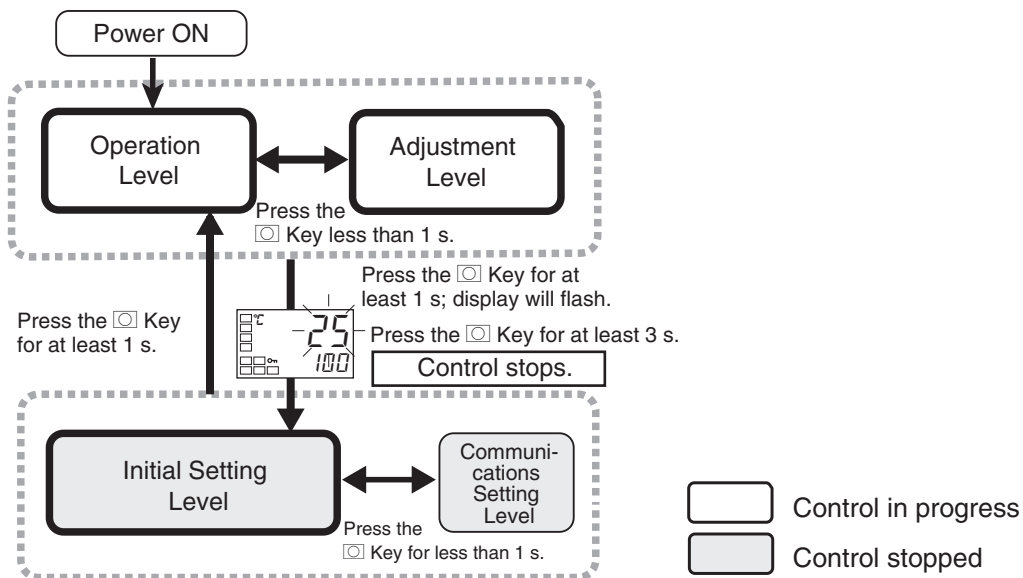 Power ON
Operation
Level
Adjustment
Level
Press the
Key less than 1 s.
Press the Key for at
least 1 s; display will flash.
Press the Key
for at least 1 s.
°C
25
100
Press the Key for at least 3 s.
Control stops.
Initial Setting
Level
Communi-
cations
Setting
Level
Press the
Key for less than 1 s.
Control in progress
Control stopped